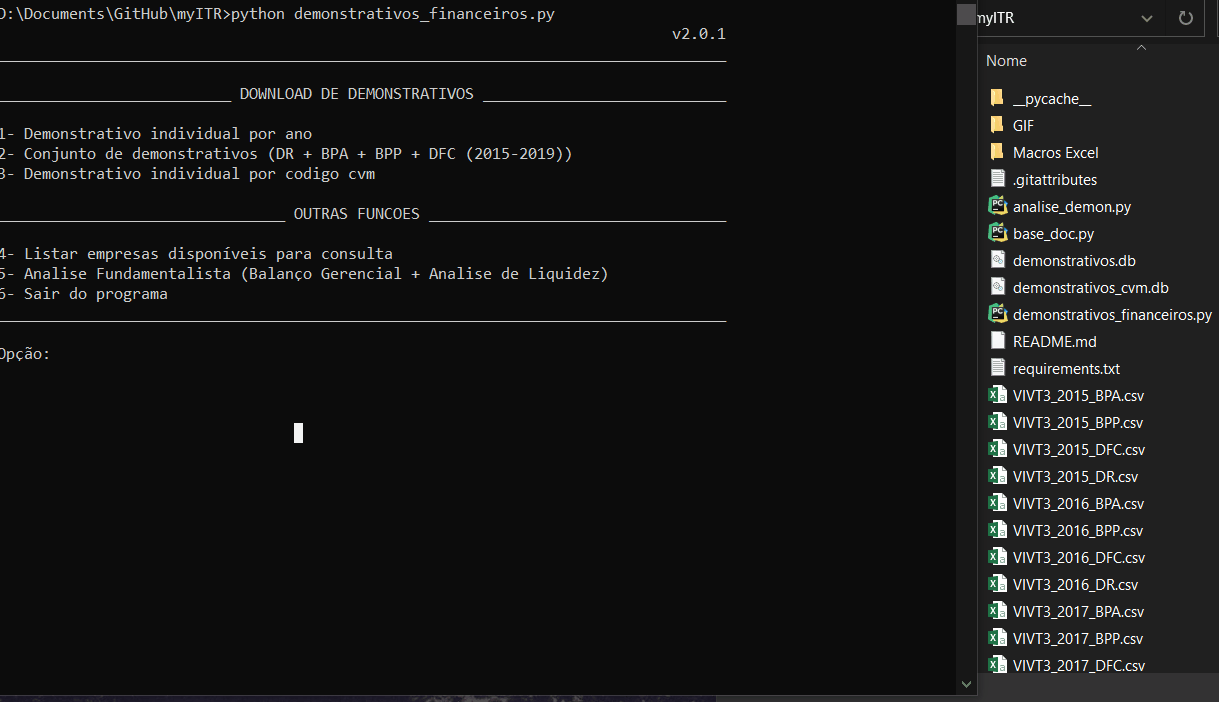 D:\Documents\GitHub\myITR>python demonstrativos_financeiros.py
v2.0.1
DOWNLOAD DE DEMONSTRATIVOS
1- Demonstrativo individual por ano
2- Conjunto de demonstrativos (DR + BPA + BPP + DFC (2015-2019))
3- Demonstrativo individual por codigo cvm
OUTRAS FUNCOES
4- Listar empresas disponíveis para consulta
5- Analise Fundamentalista (Balanço Gerencial + Analise de Liquidez)
6- Sair do programa
Opção:
myITR
Nome
__pycache__
GIF
Macros Excel
.gitattributes
analise_demon.py
base_doc.py
demonstrativos.db
demonstrativos_cvm.db
demonstrativos_financeiros.py
README.md
requirements.txt
VIVT3_2015_BPA.csv
VIVT3_2015_BPP.csv
VIVT3_2015_DFC.csv
VIVT3_2015_DR.csv
VIVT3_2016_BPA.csv
VIVT3_2016_BPP.csv
VIVT3_2016_DFC.csv
VIVT3_2016_DR.csv
VIVT3_2017_BPA.csv
VIVT3_2017_BPP.csv
VIVT3_2017_DFC.csv